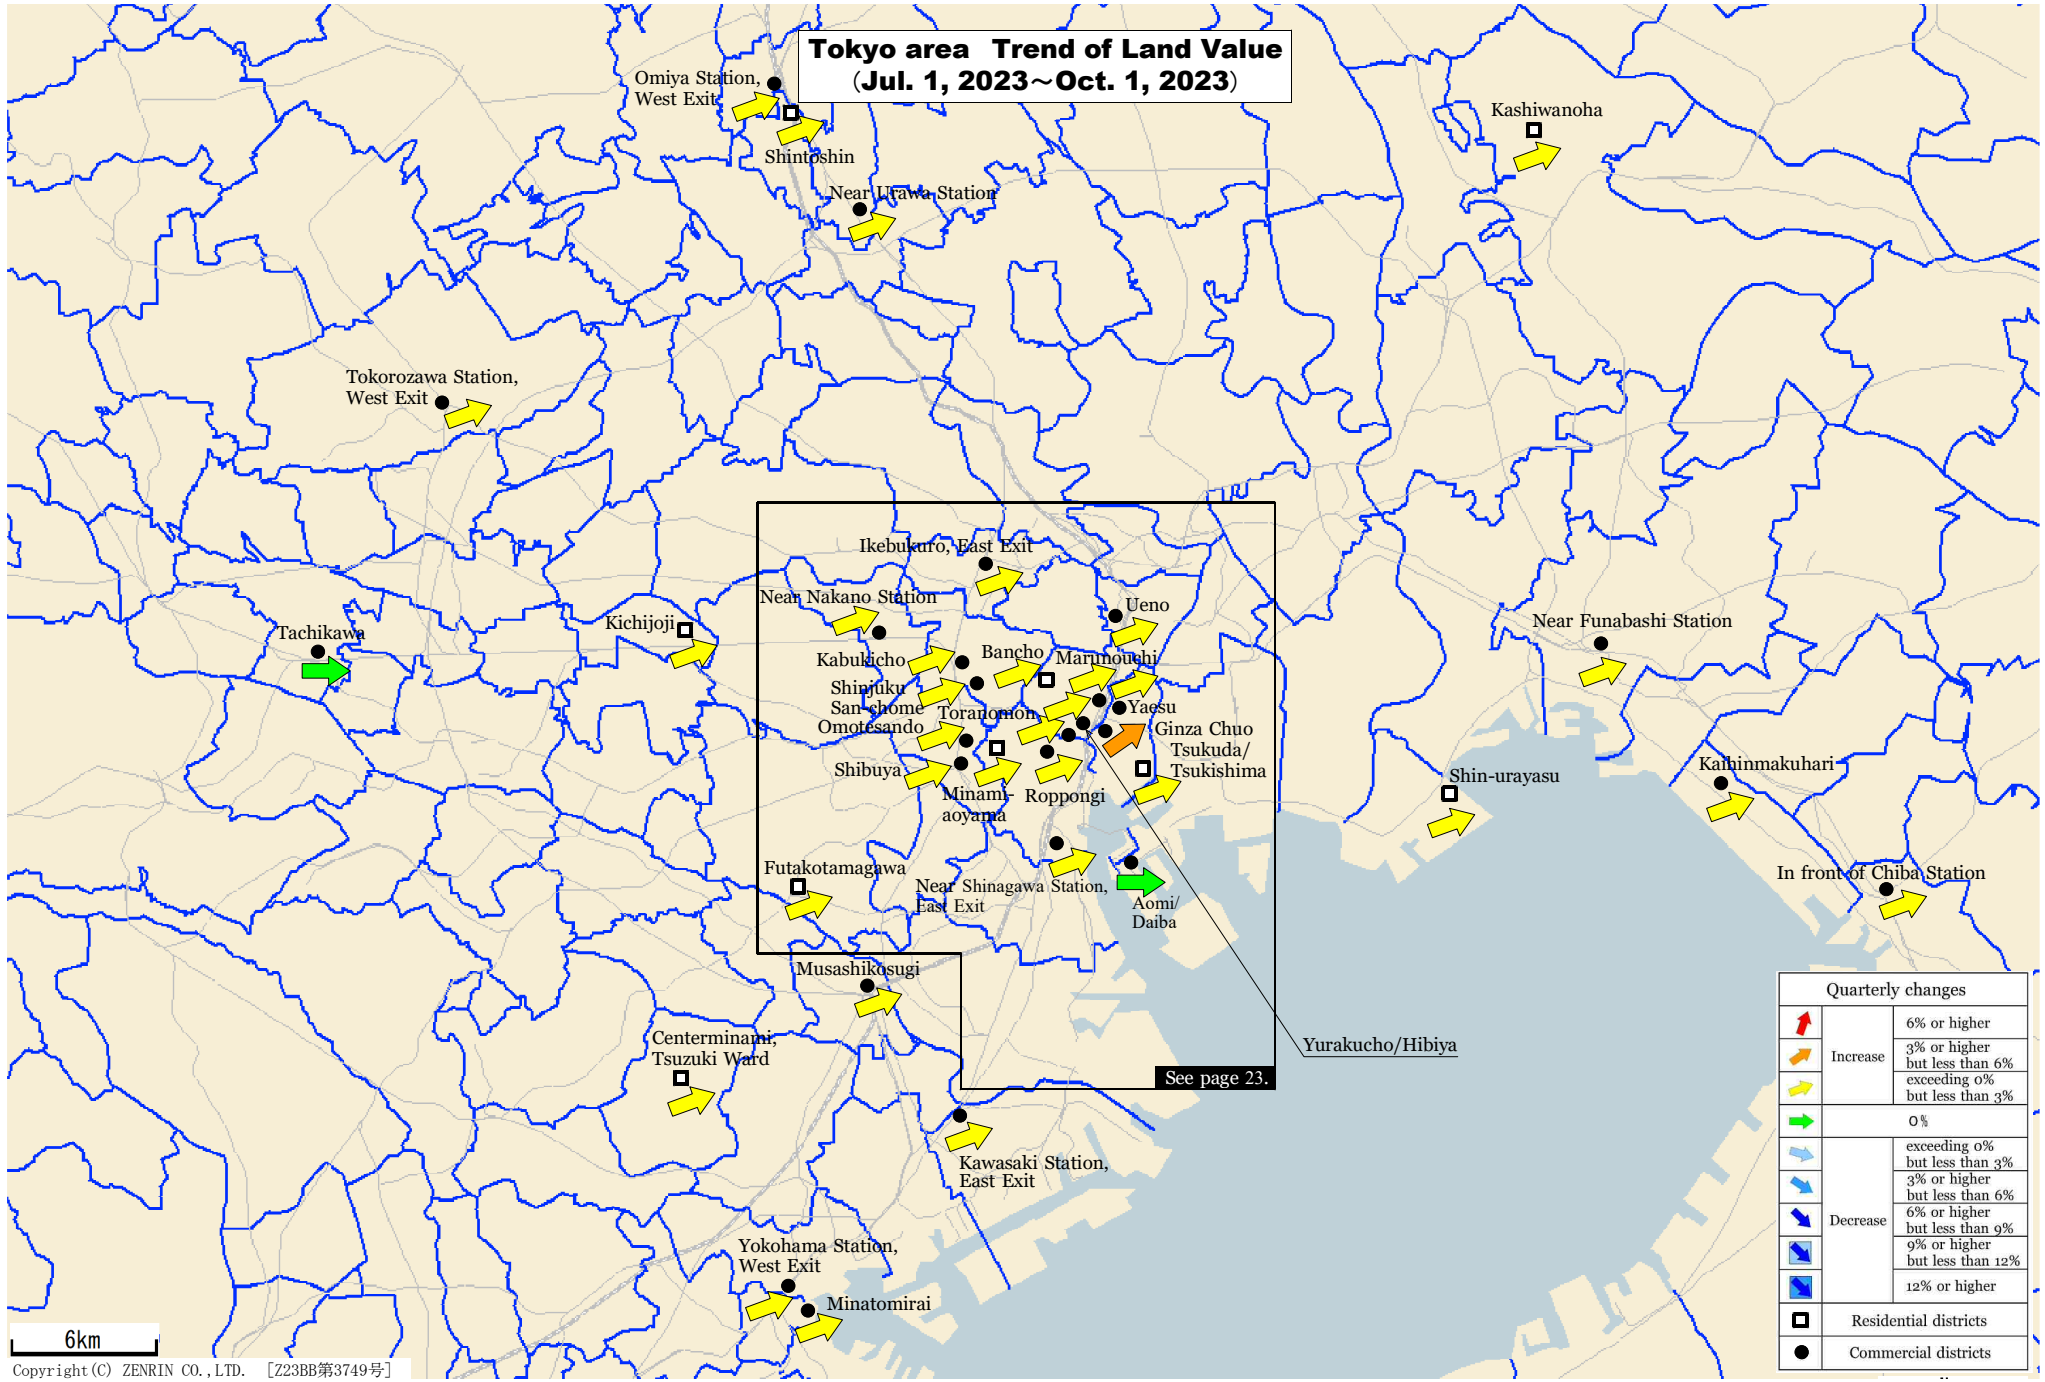 Tokyo area Trend of Land Value
(Jul. 1, 2023～Oct. 1, 2023)
Omiya Station,
West Exit
Shintoshin
Near Urawa Station
Kashiwanoha
Tokorozawa Station,
West Exit
Ikebukuro, East Exit
Near Nakano Station
Ueno
Kichijoji
Tachikawa
Near Funabashi Station
Kabukicho
Bancho
Marunouchi
Shinjuku
San-chome
Toranomon
Yaesu
Omotesando
Ginza Chuo
Tsukuda/
Tsukishima
Shibuya
Minami-
aoyama
Roppongi
Shin-urayasu
Kaihinmakuhari
Futakotamagawa
Near Shinagawa Station,
East Exit
Aomi/
Daiba
In front of Chiba Station
Musashikosugi
Centerminami,
Tsuzuki Ward
Yurakucho/Hibiya
See page 23.
Kawasaki Station,
East Exit
Yokohama Station,
West Exit
Minatomirai
Quarterly changes
Increase
6% or higher
3% or higher
but less than 6%
exceeding 0%
but less than 3%
0%
Decrease
exceeding 0%
but less than 3%
3% or higher
but less than 6%
6% or higher
but less than 9%
9% or higher
but less than 12%
12% or higher
Residential districts
Commercial districts
6km
Copyright(C) ZENRIN CO.,LTD. [Z23BB第3749号]